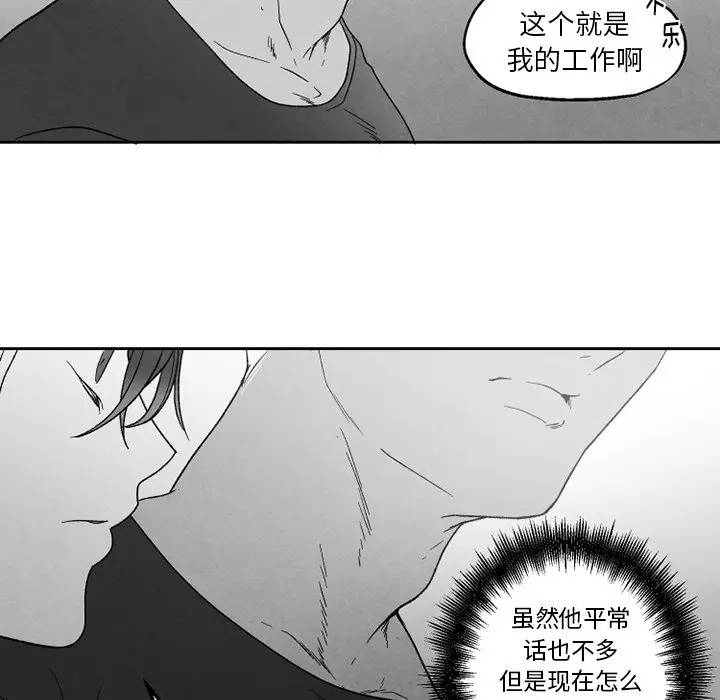 这个就是
我的工作啊
不乐
虽然他平常
话也不多
但是现在怎么